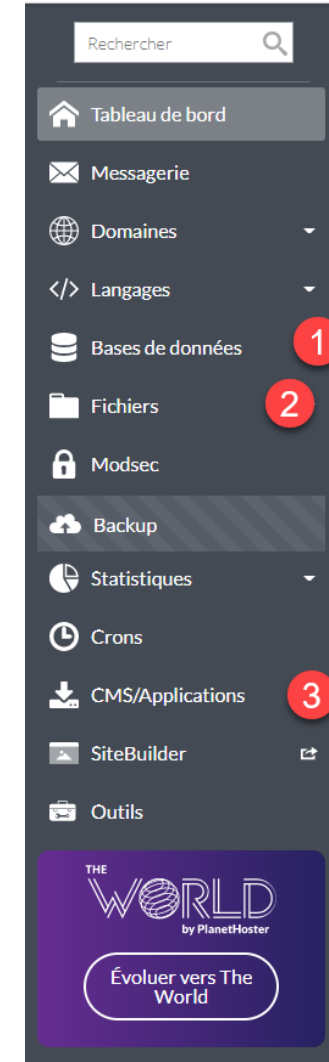 Rechercher
Tableau de bord
Messagerie
Domaines
</> Langages
Bases de données 1
Fichiers 2
Modsec
Backup
Statistiques
Crons
CMS/Applications 3
SiteBuilder
Outils
THE
WORLD
by PlanetHoster
Évoluer vers The
World